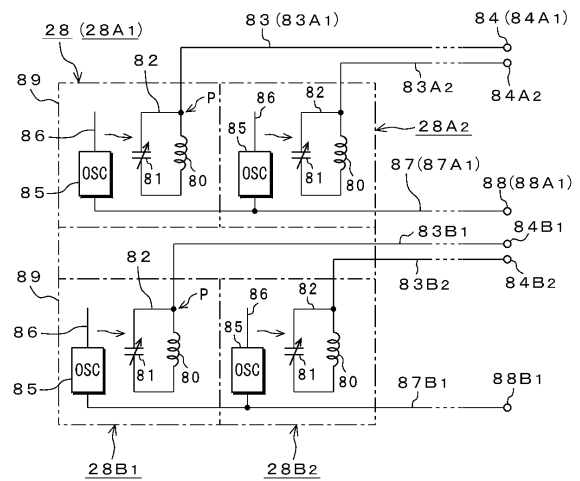 83 (83A1)
84 (84A1)
28 (28A1)
89
82
P
86
82
83A2
84A2
86
85
28A2
OSC
81
80
OSC
81
80
87 (87A1)
88 (88A1)
85
83B1
84B1
89
82
P
86
82
83B2
84B2
86
85
OSC
81
80
OSC
81
80
85
87B1
88B1
28B1
28B2